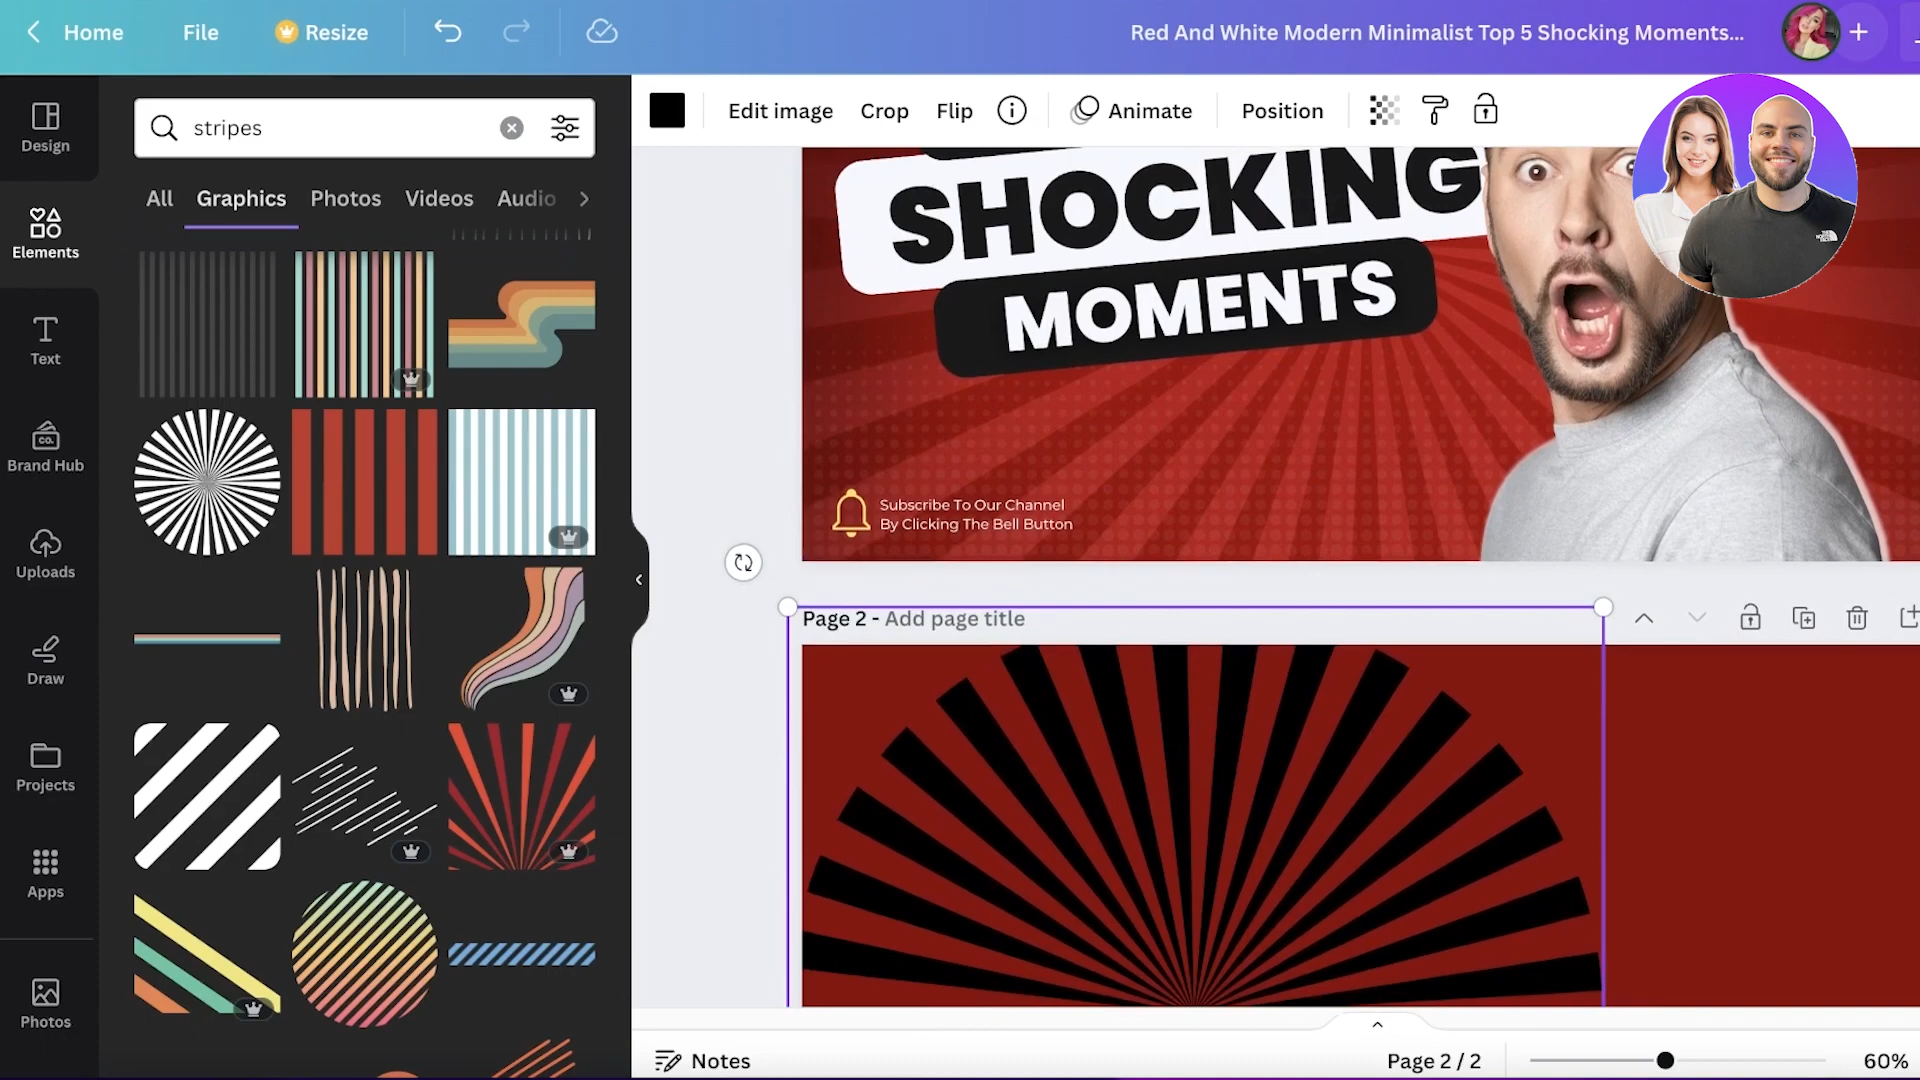 Home
File
Resize
Red And White Modern Minimalist Top 5 Shocking Moments...
Design
Elements
Text
Brand Hub
CO.
Uploads
Draw
Projects
Apps
Photos
stripes
All
Graphics
Photos
Videos
Audio
Edit image
Crop
Flip
Animate
Position
SHOCKING
MOMENTS
Subscribe To Our Channel
By Clicking The Bell Button
Page 2 - Add page title
Notes
Page 2 / 2
60%